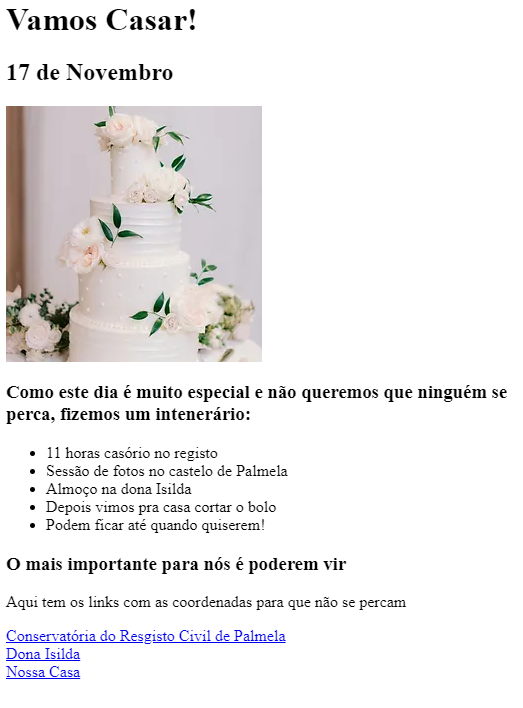 Vamos Casar!
17 de Novembro
Como este dia é muito especial e não queremos que ninguém se
perca, fizemos um intenerário:
11 horas casório no registo
Sessão de fotos no castelo de Palmela
Almoço na dona Isilda
Depois vimos pra casa cortar o bolo
Podem ficar até quando quiserem!
O mais importante para nós é poderem vir
Aqui tem os links com as coordenadas para que não se percam
Conservatória do Resgisto Civil de Palmela
Dona Isilda
Nossa Casa